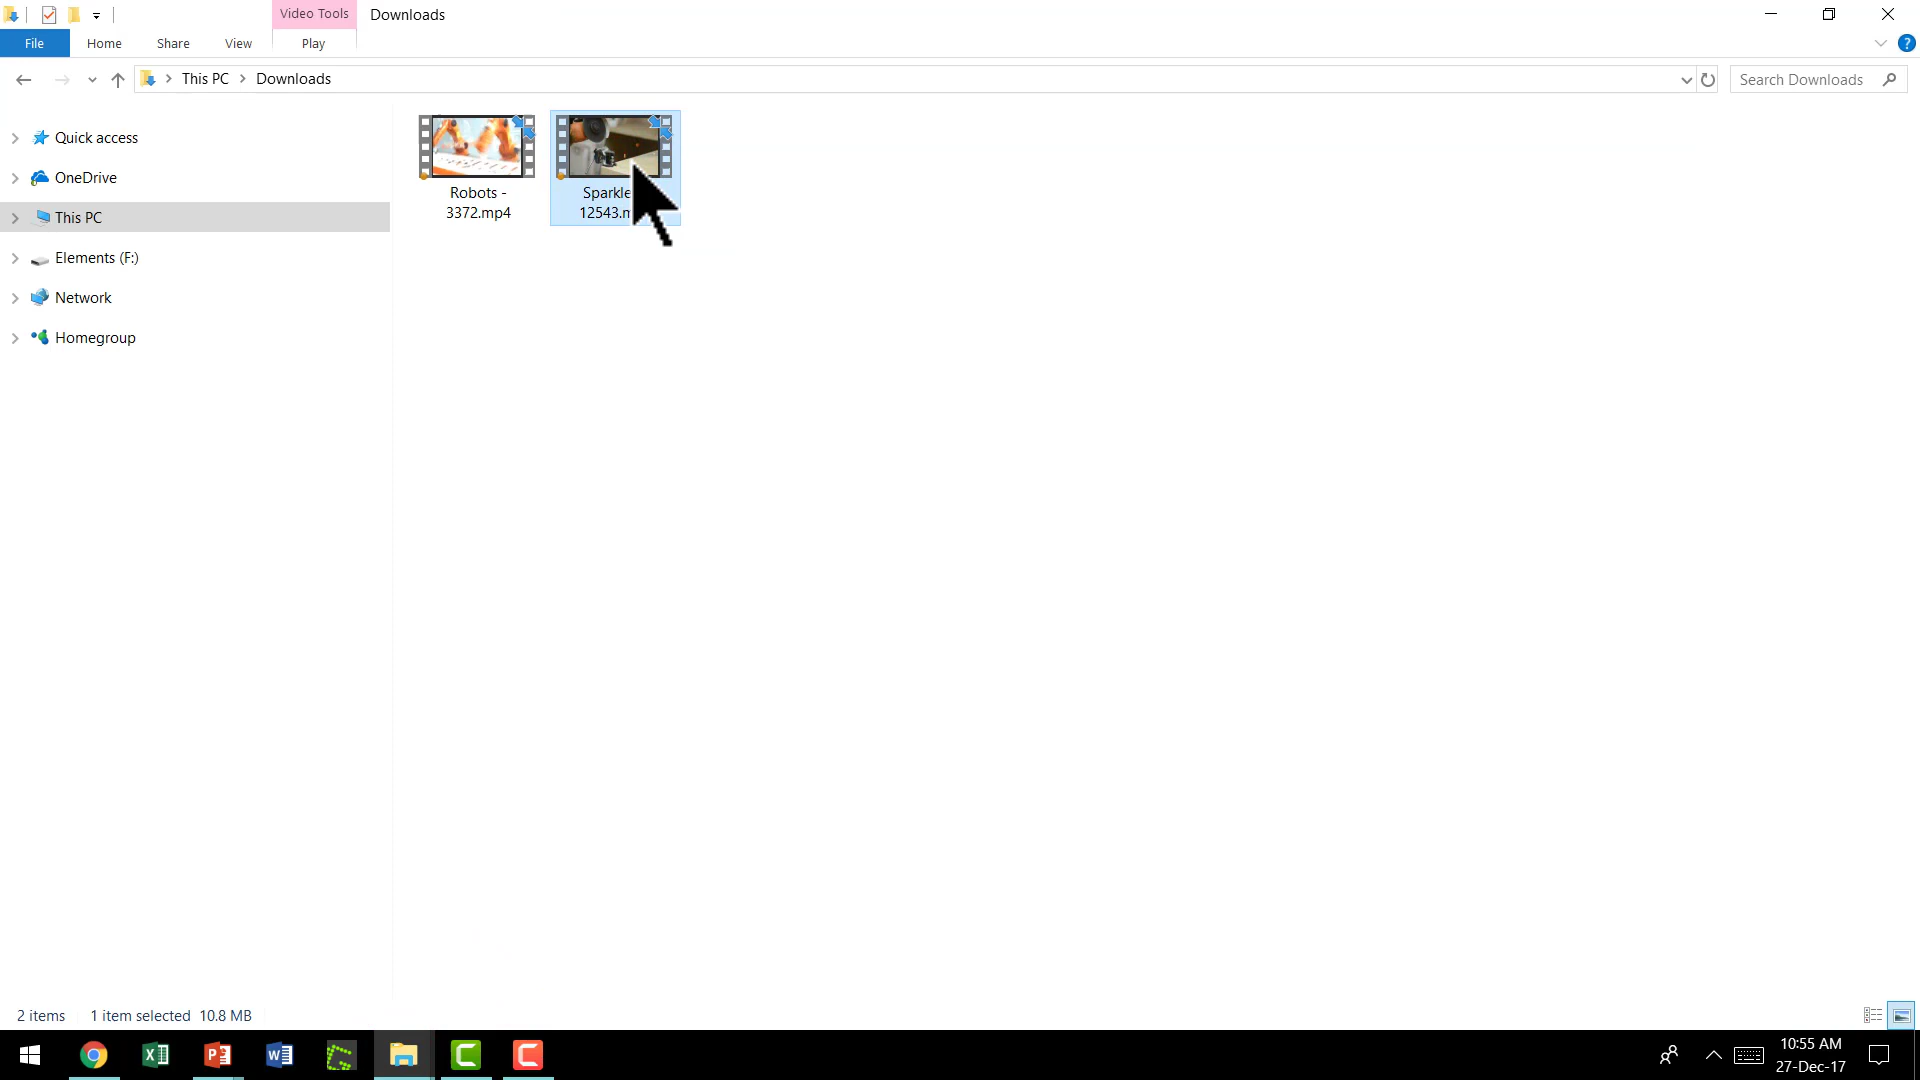 Video Tools
Downloads
File
Home
Share
View
Play
This PC
Downloads
Search Downloads
Quick access
OneDrive
This PC
Elements (F:)
Network
Homegroup
Robots -
3372.mp4
2 items
1 item selected 10.8 MB
10:55 AM
27-Dec-17